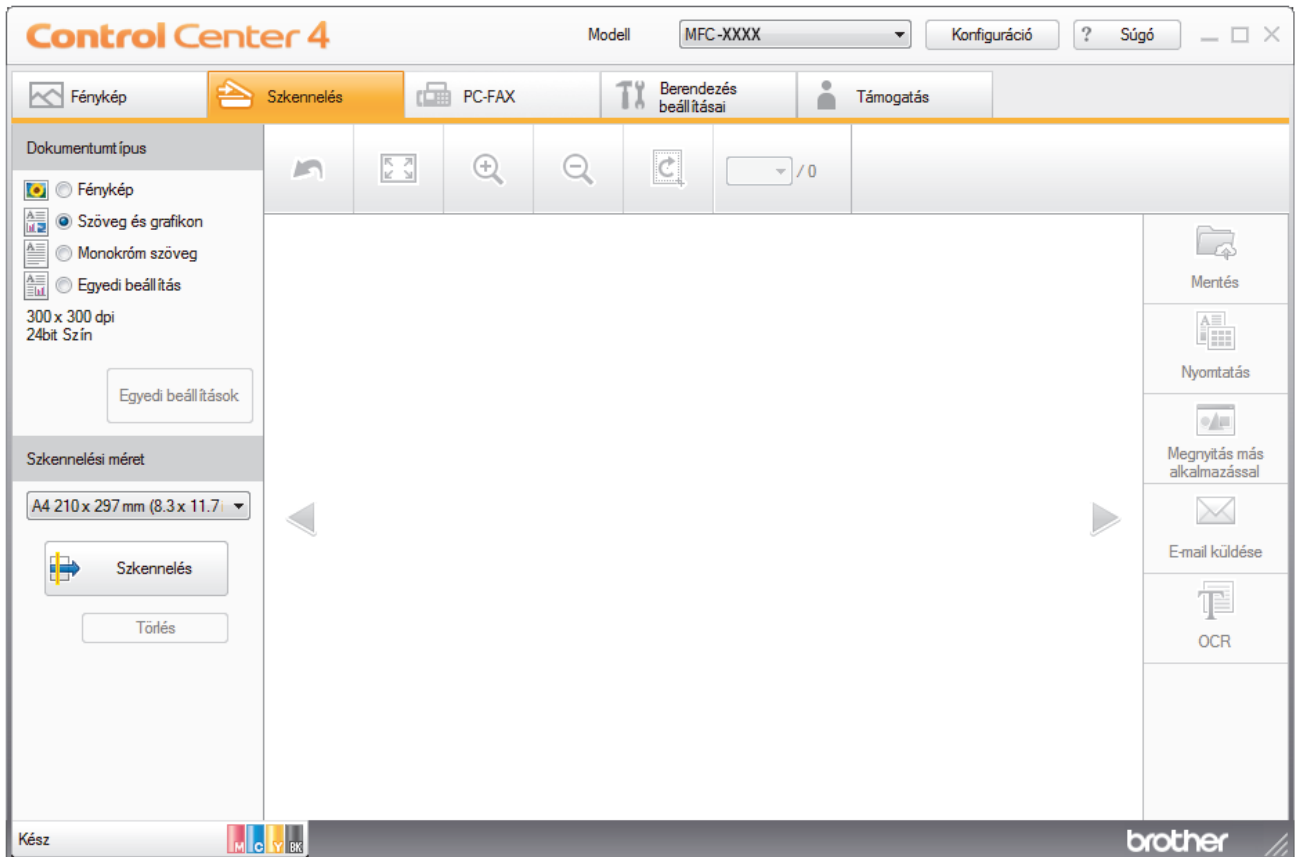 Control Center 4
Modell
MFC-XXXX
Konfiguráció
? Súgó
Fénykép
Szkennelés
PC-FAX
Berendezés
beállításai
Támogatás
Dokumentumtípus
Fénykép
Szöveg és grafikon
Monokróm szöveg
Egyedi beállítás
300 x 300 dpi
24bit Szín
Egyedi beállítások
/ 0
Szkennelési méret
A4 210 x 297 mm (8.3 x 11.7
Szkennelés
Törlés
Mentés
Nyomtatás
Megnyitás más
alkalmazással
E-mail küldése
OCR
Kész
M C Y BK
brother